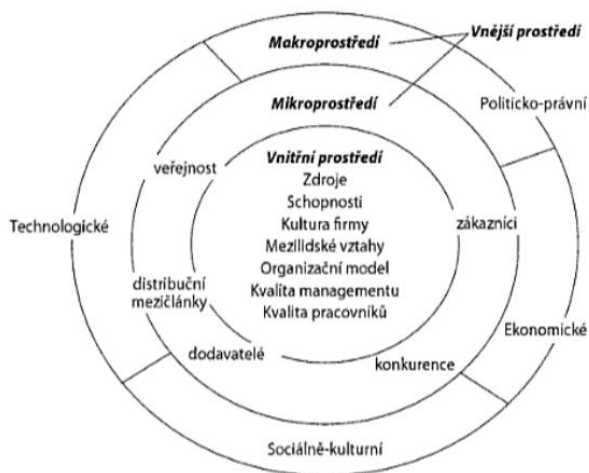 Makroprostředí
Vnější prostředí
Mikroprostředí
Politicko-právní
veřejnost
Vnitřní prostředí
Zdroje
Schopnosti
Kultura firmy
Mezilidské vztahy
Organizační model
Kvalita managementu
Kvalita pracovníků
Technologické
zákazníci
distribuční
mezičlánky
Ekonomické
dodavatelé
konkurence
Sociálně-kulturní